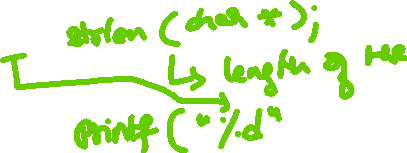 strlen (char *);
↳ length of the
printf ("%d"